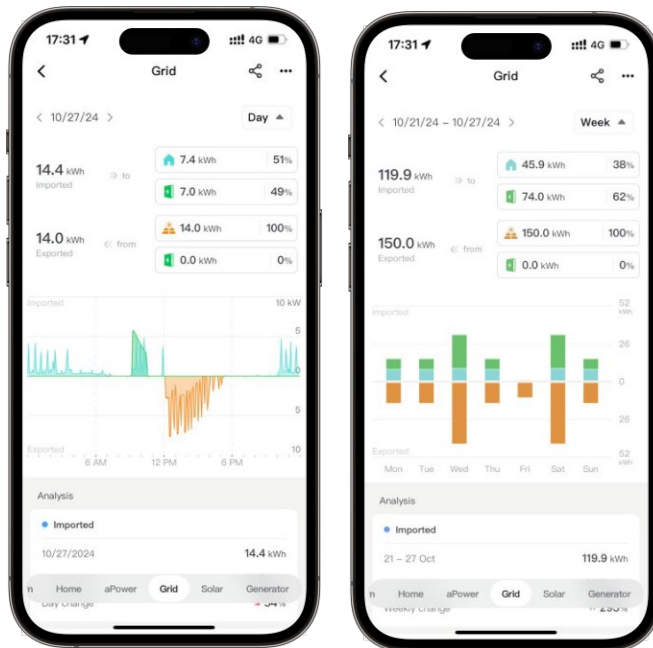 17:31 4G
Grid
10/27/24 Day
14.4 kWh
Imported
to
7.4 kWh 51%
7.0 kWh 49%
14.0 kWh
Exported
from
14.0 kWh 100%
0.0 kWh 0%
Imported 10 kW
5
0
5
Exported 10
6 AM 12 PM 6 PM
Analysis
Imported
10/27/2024 14.4 kWh
Home aPower Grid Solar Generator
Day change 54%
17:31 4G
Grid
10/21/24 – 10/27/24 Week
119.9 kWh
Imported
to
45.9 kWh 38%
74.0 kWh 62%
150.0 kWh
Exported
from
150.0 kWh 100%
0.0 kWh 0%
52
kWh
Imported
26
0
26
Exported
52
kWh
Mon Tue Wed Thu Fri Sat Sun
Analysis
Imported
21 – 27 Oct 119.9 kWh
Home aPower Grid Solar Generator
Weekly change 293%